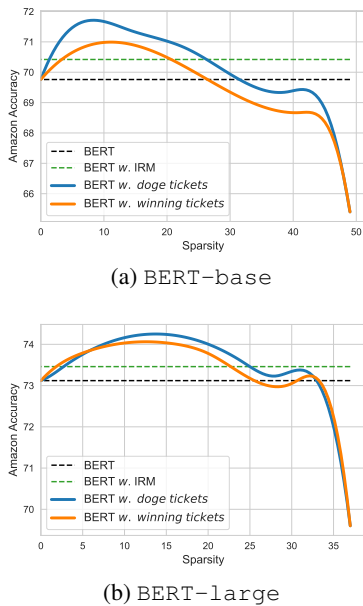 72
71
70
69
68
67
66
Amazon Accuracy
BERT
BERT w. IRM
BERT w. doge tickets
BERT w. winning tickets
0 10 20 30 40 50
Sparsity
(a) BERT-base
74
73
72
71
70
Amazon Accuracy
BERT
BERT w. IRM
BERT w. doge tickets
BERT w. winning tickets
0 5 10 15 20 25 30 35
Sparsity
(b) BERT-large